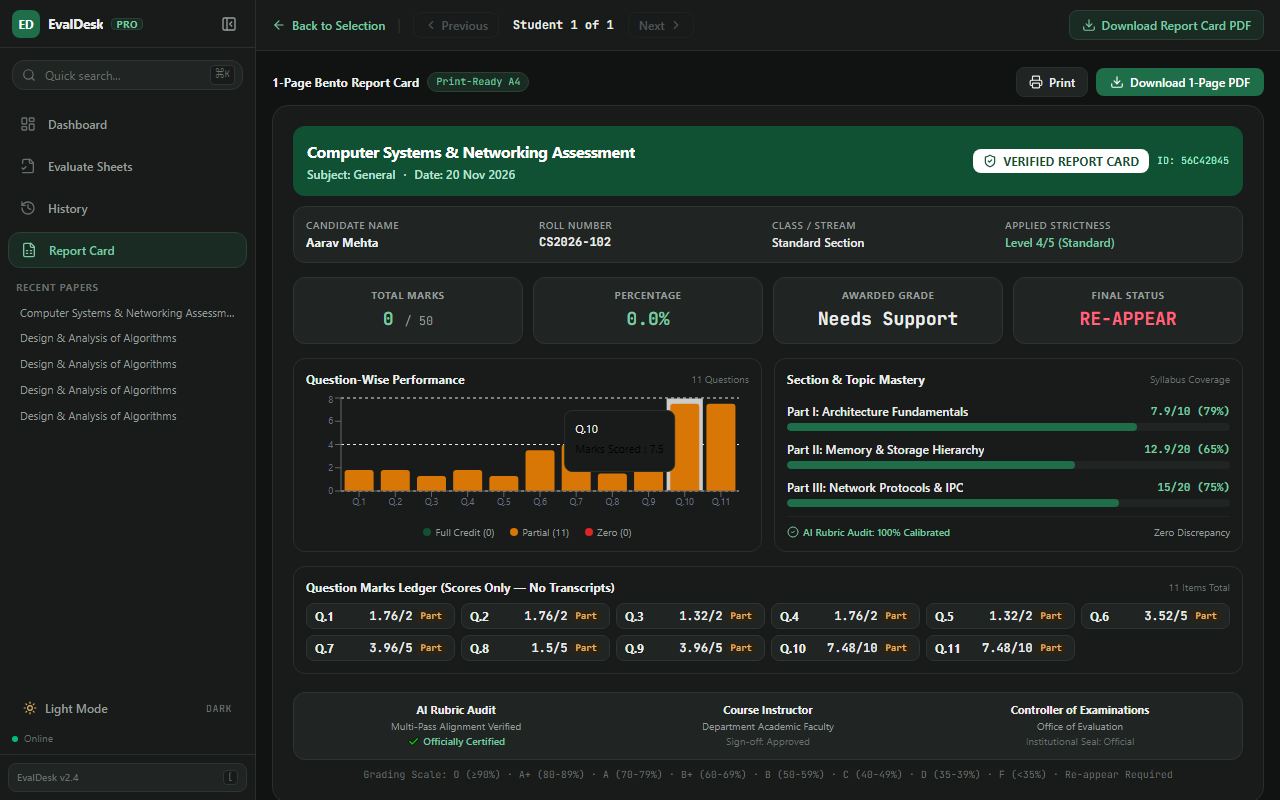 ED EvalDesk PRO
Quick search... ⌘K
Dashboard
Evaluate Sheets
History
Report Card
RECENT PAPERS
Computer Systems & Networking Assessm...
Design & Analysis of Algorithms
Design & Analysis of Algorithms
Design & Analysis of Algorithms
Design & Analysis of Algorithms
Light Mode DARK
Online
EvalDesk v2.4 [
Back to Selection Previous Student 1 of 1 Next Download Report Card PDF
1-Page Bento Report Card Print-Ready A4 Print Download 1-Page PDF
Computer Systems & Networking Assessment
Subject: General · Date: 20 Nov 2026
VERIFIED REPORT CARD ID: 56C42045
CANDIDATE NAME ROLL NUMBER CLASS / STREAM APPLIED STRICTNESS
Aarav Mehta CS2026-102 Standard Section Level 4/5 (Standard)
TOTAL MARKS PERCENTAGE AWARDED GRADE FINAL STATUS
0 / 50 0.0% Needs Support RE-APPEAR
Question-Wise Performance 11 Questions
8
6
4
2
0
Q.10
Marks Scored : 7.5
Q.1 Q.2 Q.3 Q.4 Q.5 Q.6 Q.7 Q.8 Q.9 Q.10 Q.11
Full Credit (0) Partial (11) Zero (0)
Section & Topic Mastery Syllabus Coverage
Part I: Architecture Fundamentals 7.9/10 (79%)
Part II: Memory & Storage Hierarchy 12.9/20 (65%)
Part III: Network Protocols & IPC 15/20 (75%)
AI Rubric Audit: 100% Calibrated Zero Discrepancy
Question Marks Ledger (Scores Only — No Transcripts) 11 Items Total
Q.1 1.76/2 Part Q.2 1.76/2 Part Q.3 1.32/2 Part Q.4 1.76/2 Part Q.5 1.32/2 Part Q.6 3.52/5 Part
Q.7 3.96/5 Part Q.8 1.5/5 Part Q.9 3.96/5 Part Q.10 7.48/10 Part Q.11 7.48/10 Part
AI Rubric Audit Course Instructor Controller of Examinations
Multi-Pass Alignment Verified Department Academic Faculty Office of Evaluation
Officially Certified Sign-off: Approved Institutional Seal: Official
Grading Scale: O (≥90%) · A+ (80-89%) · A (70-79%) · B+ (60-69%) · B (50-59%) · C (40-49%) · D (35-39%) · F (<35%) · Re-appear Required